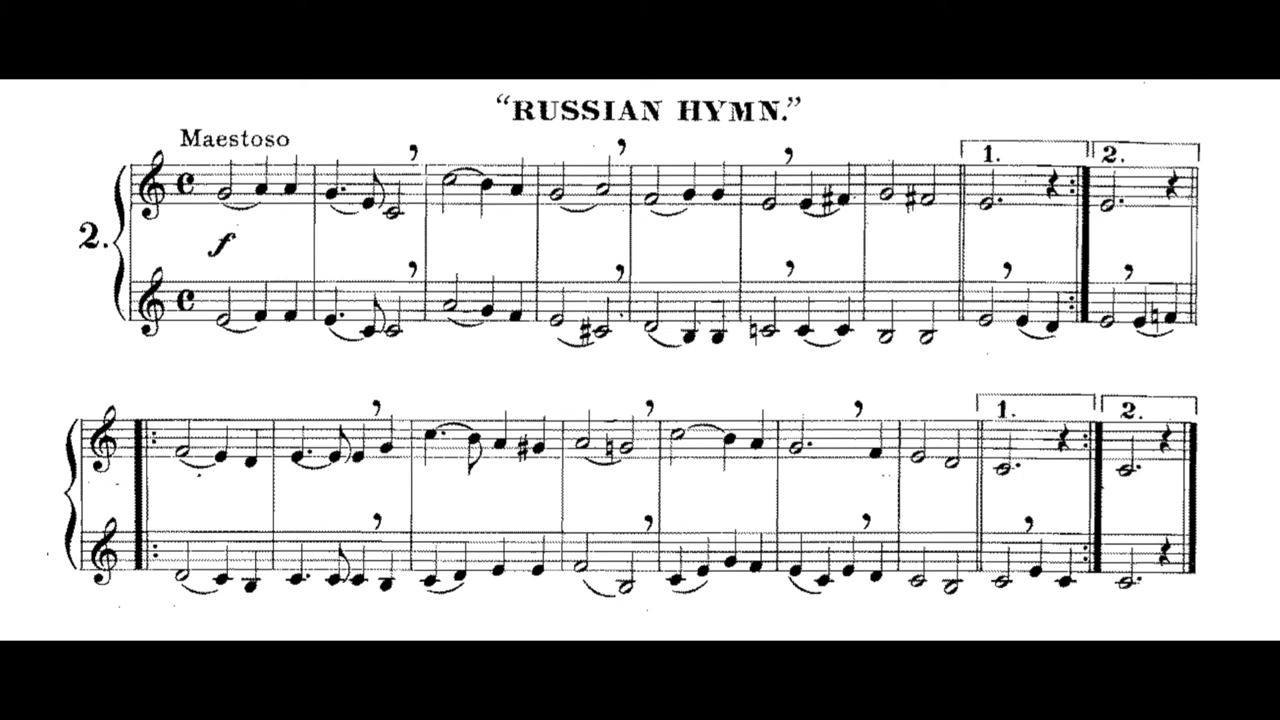 “RUSSIAN HYMN.”
Maestoso
1.
2.
2.
f
1.
2.